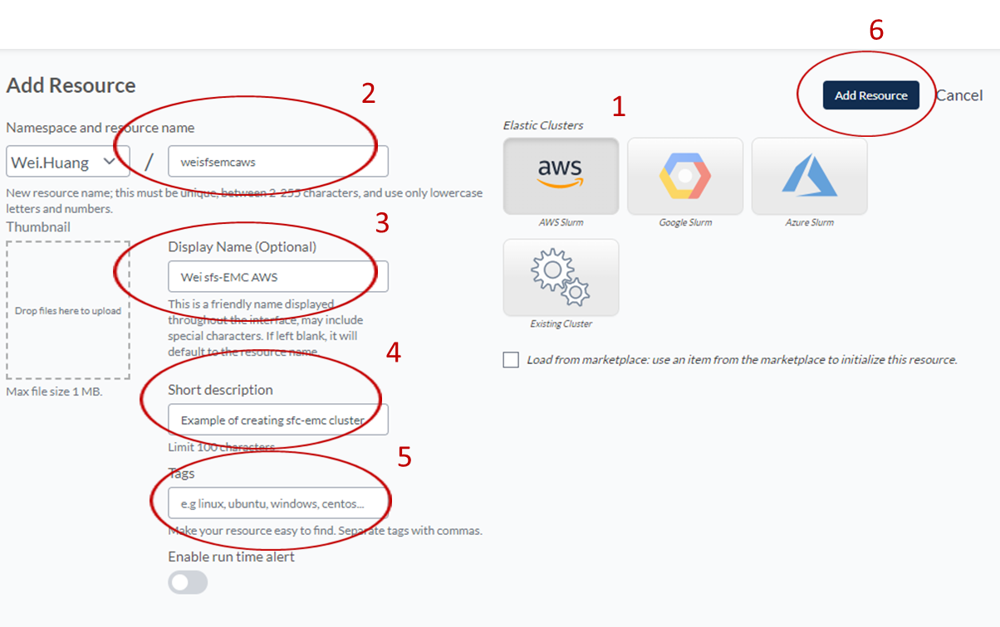 6
Add Resource
2
1
Add Resource
Cancel
Namespace and resource name
Elastic Clusters
Wei.Huang / weisfsemcaws
aws
New resource name; this must be unique, between 2-255 characters, and use only lowercase
letters and numbers.
AWS Slurm
Google Slurm
Azure Slurm
Thumbnail
3
Display Name (Optional)
Wei sfs-EMC AWS
Drop files here to upload
This is a friendly name displayed
throughout the interface, may include
special characters. If left blank, it will
default to the resource name.
Existing Cluster
4
Load from marketplace: use an item from the marketplace to initialize this resource.
Max file size 1 MB.
Short description
Example of creating sfc-emc cluster
Limit 100 characters
5
Tags
e.g linux, ubuntu, windows, centos...
Make your resource easy to find. Separate tags with commas.
Enable run time alert